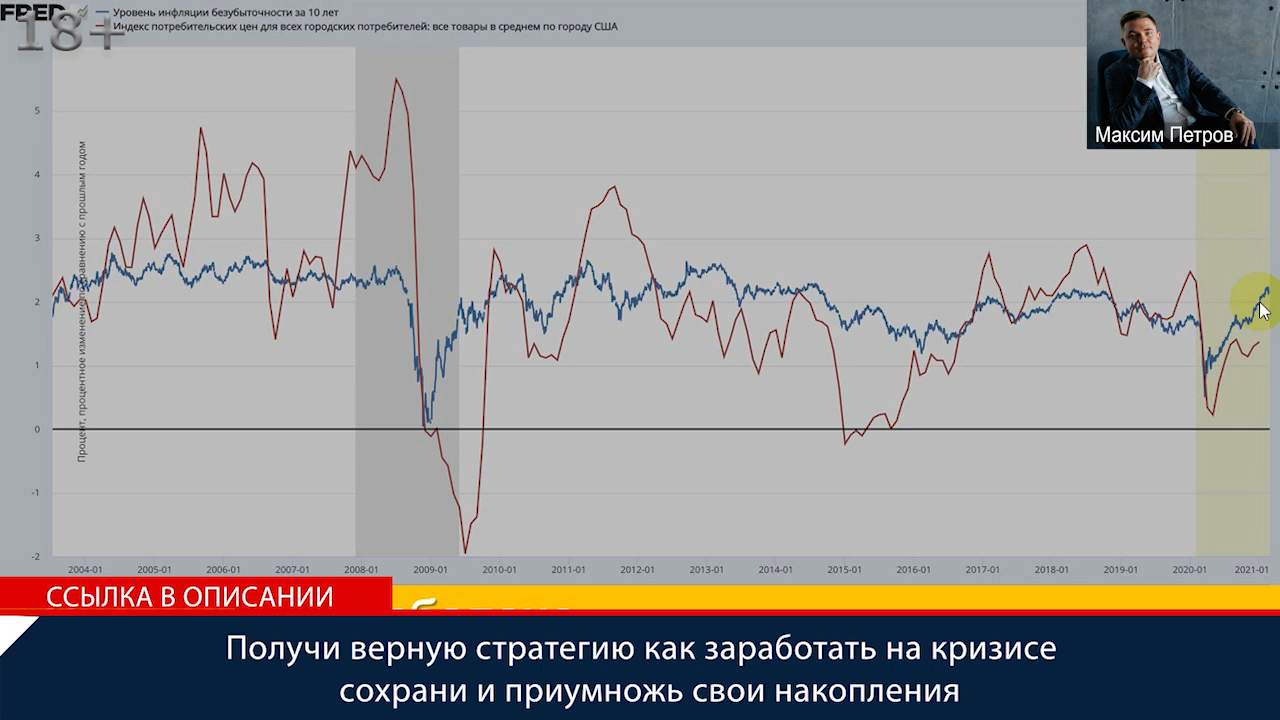 FRED
18+
Уровень инфляции безубыточности за 10 лет
Индекс потребительских цен для всех городских потребителей: все товары в среднем по городу США
Максим Петров
5
4
3
2
1
0
-1
-2
2004-01 2005-01 2006-01 2007-01 2008-01 2009-01 2010-01 2011-01 2012-01 2013-01 2014-01 2015-01 2016-01 2017-01 2018-01 2019-01 2020-01 2021-01
Процент, процентное изменение по сравнению с прошлым годом
ССЫЛКА В ОПИСАНИИ
Получи верную стратегию как заработать на кризисе
сохрани и приумножь свои накопления